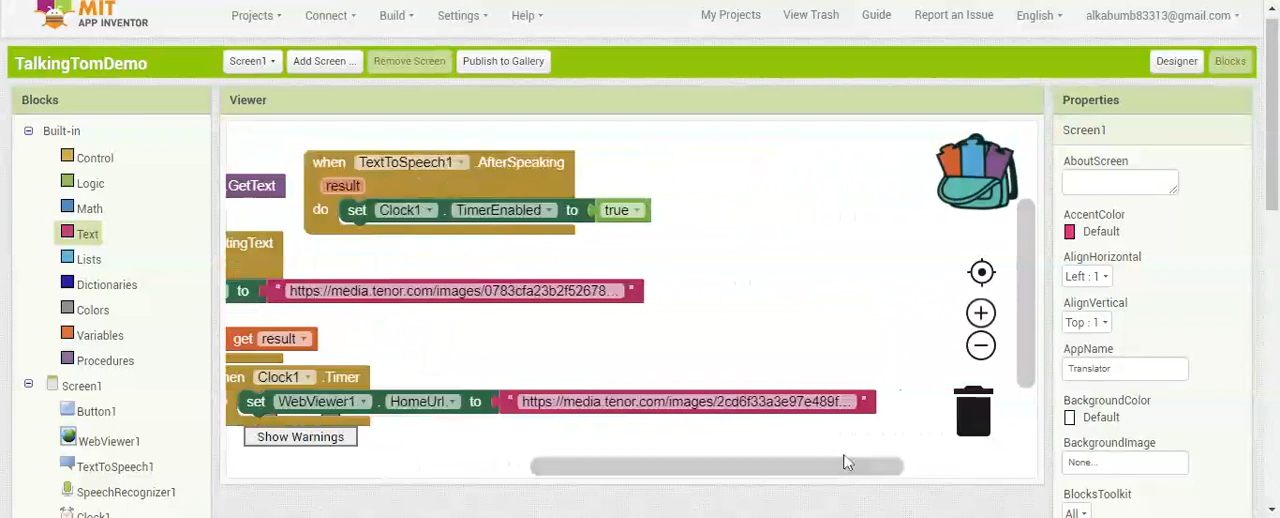 MIT
APP INVENTOR
Projects Connect Build Settings Help My Projects View Trash Guide Report an Issue English alkabumb83313@gmail.com
TalkingTomDemo Screen1 Add Screen ... Remove Screen Publish to Gallery Designer Blocks
Blocks
Built-in
Control
Logic
Math
Text
Lists
Dictionaries
Colors
Variables
Procedures
Screen1
Button1
WebViewer1
TextToSpeech1
SpeechRecognizer1
Clock1
Viewer
when TextToSpeech1 .AfterSpeaking
GetText
result
do set Clock1 . TimerEnabled to true
tingText
to " https://media.tenor.com/images/0783cfa23b2f52678... "
get result
hen Clock1 .Timer
set WebViewer1 . HomeUrl to " https://media.tenor.com/images/2cd6f33a3e97e489f... "
Show Warnings
Properties
Screen1
AboutScreen
AccentColor
Default
AlignHorizontal
Left : 1
AlignVertical
Top : 1
AppName
Translator
BackgroundColor
Default
BackgroundImage
None...
BlocksToolkit
All